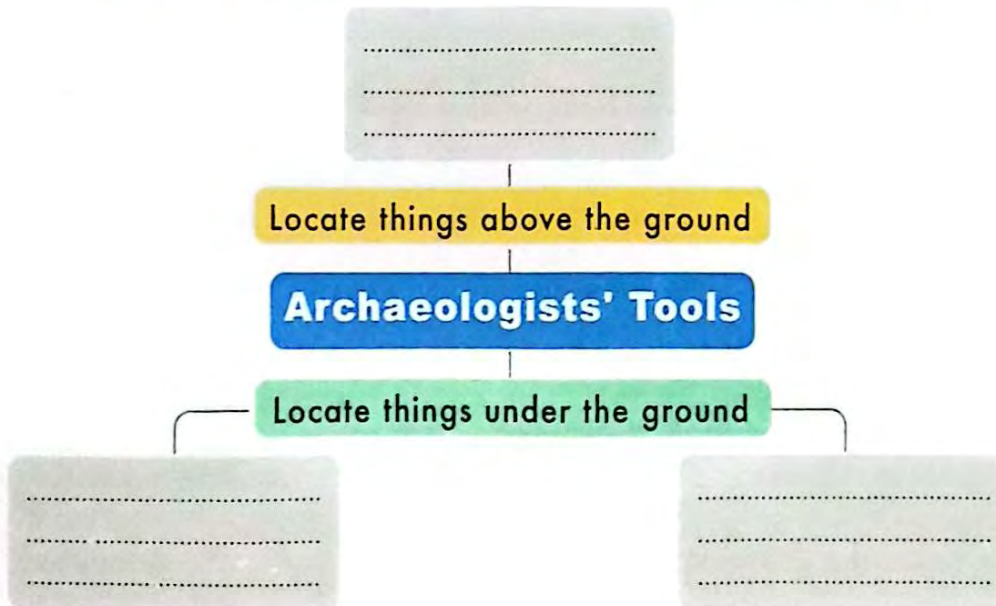 Locate things above the ground
Archaeologists' Tools
Locate things under the ground